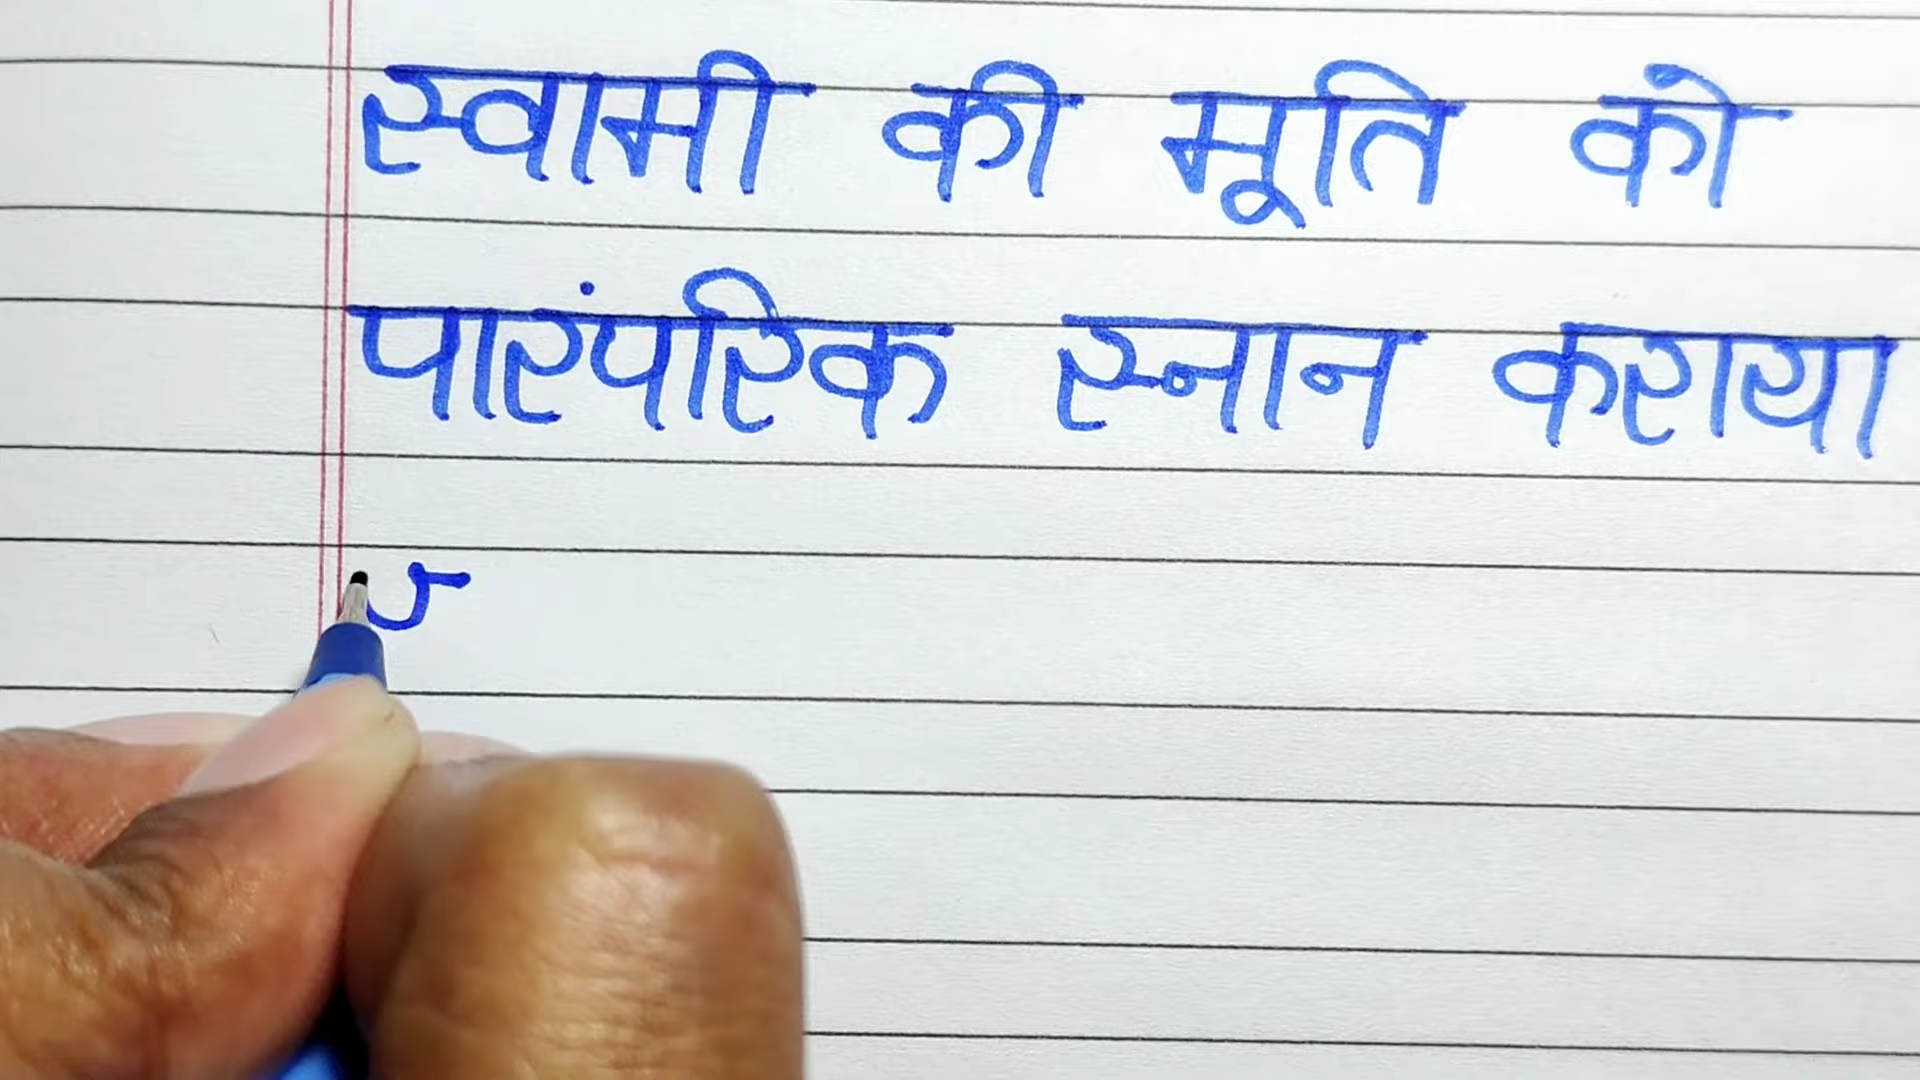 स्वामी की मूति को
पारंपरिक स्नान कराया